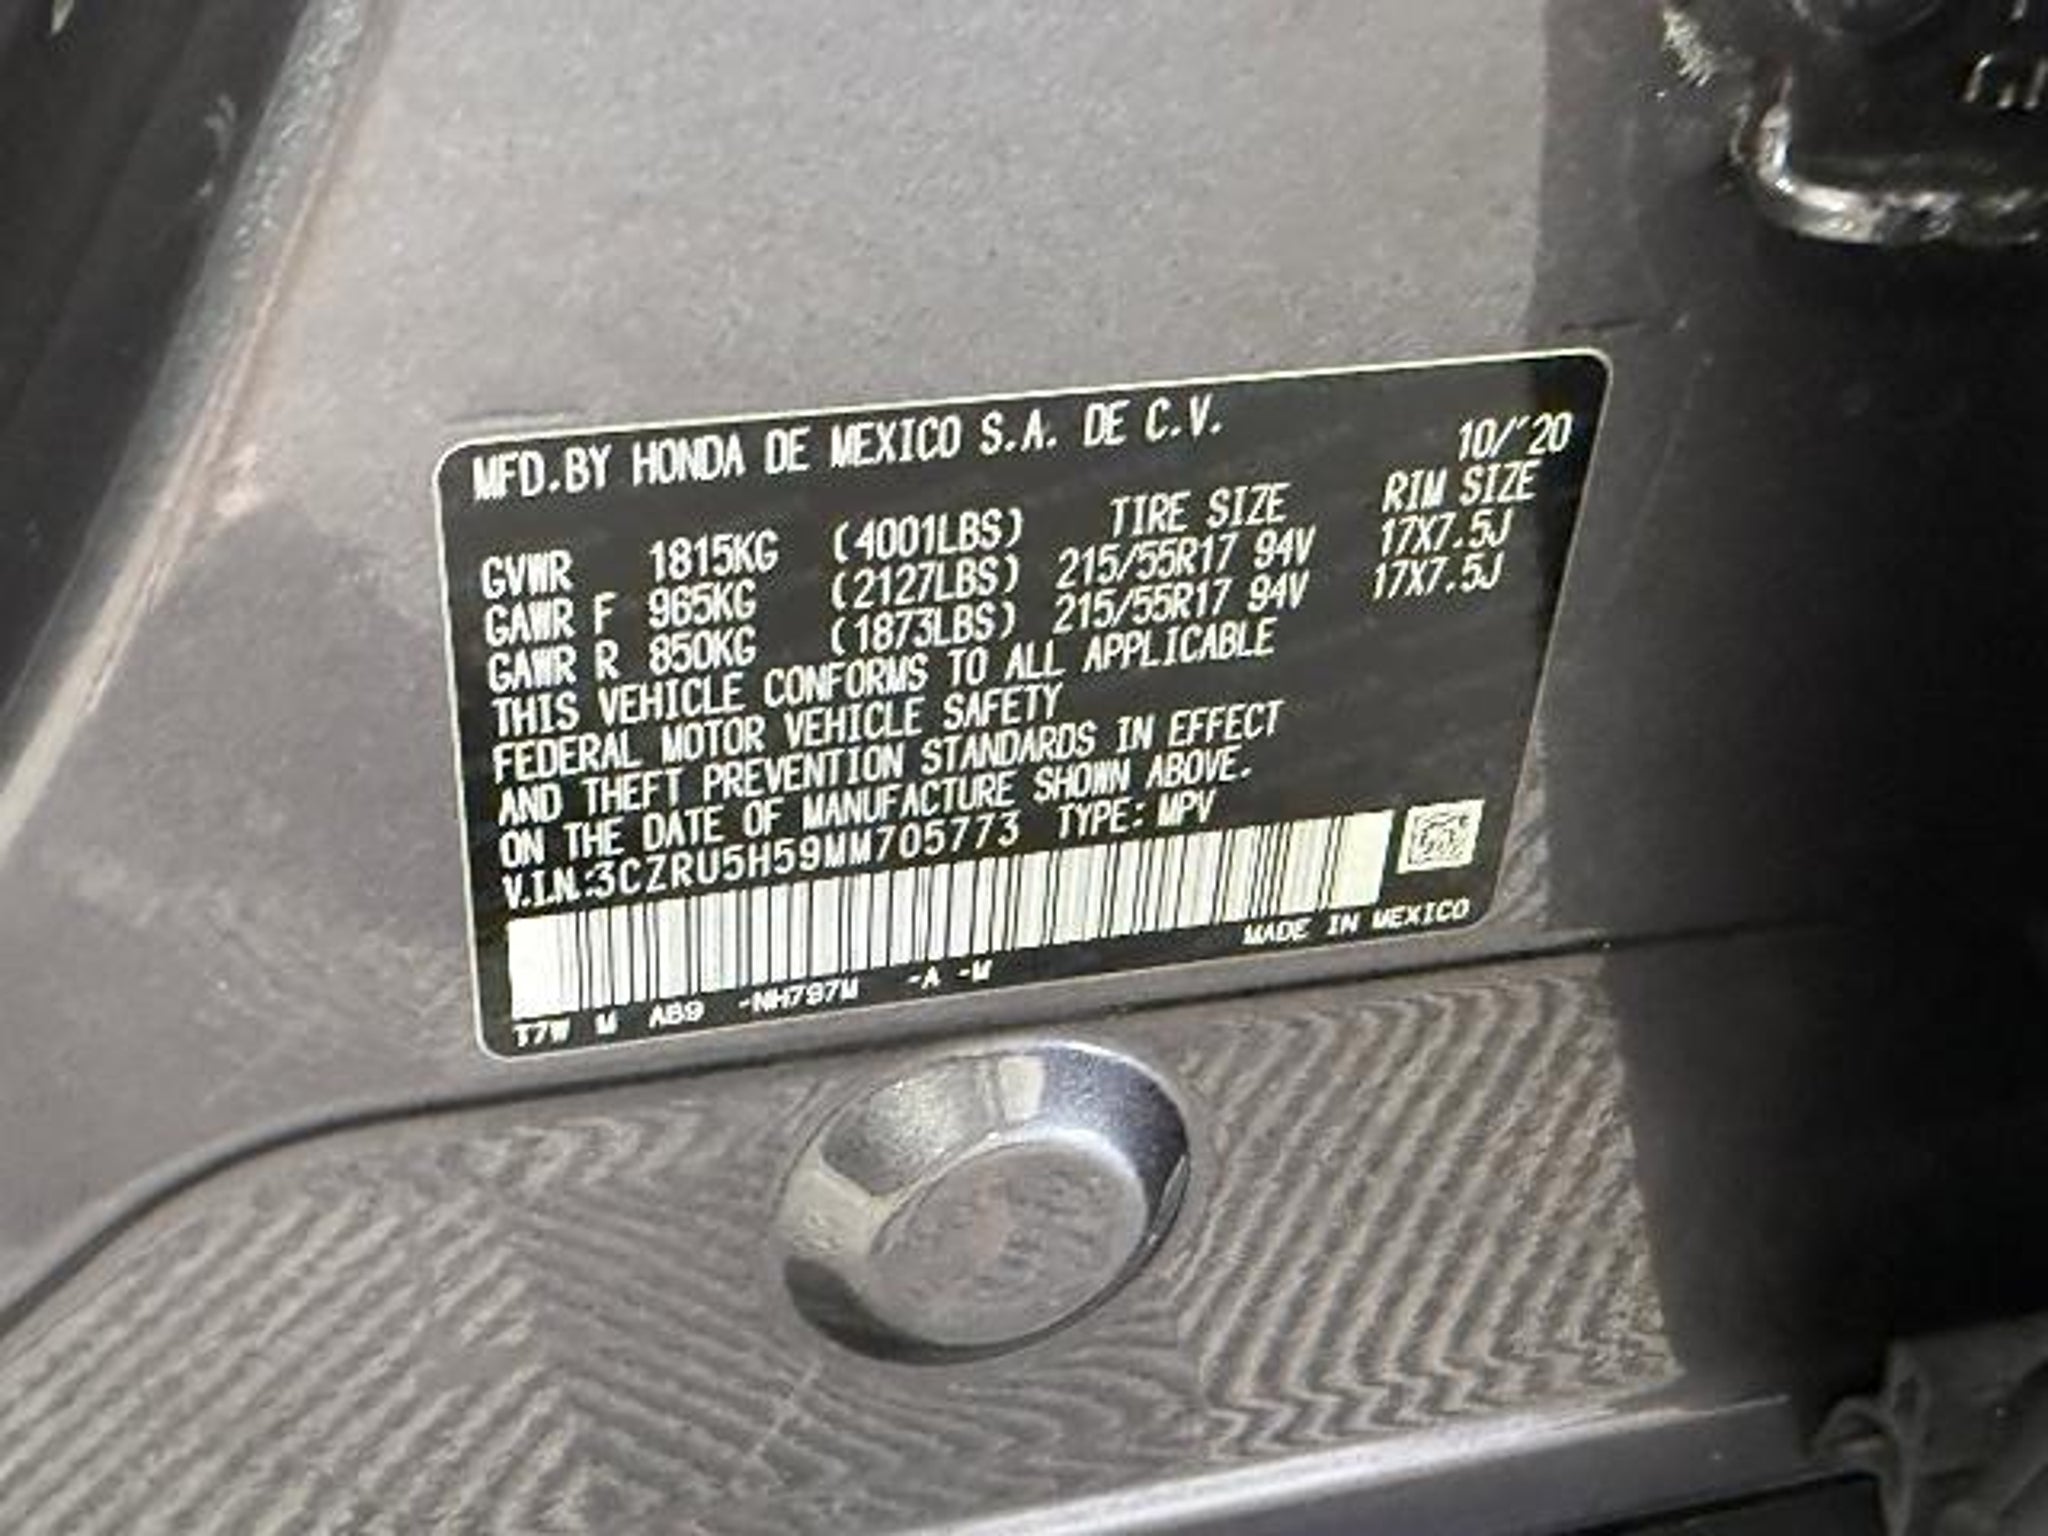 MFD.BY HONDA DE MEXICO S.A. DE C.V. 10/'20
TIRE SIZE RIM SIZE
GVWR 1815KG (4001LBS)
GAWR F 965KG (2127LBS) 215/55R17 94V 17X7.5J
GAWR R 850KG (1873LBS) 215/55R17 94V 17X7.5J
THIS VEHICLE CONFORMS TO ALL APPLICABLE
FEDERAL MOTOR VEHICLE SAFETY
AND THEFT PREVENTION STANDARDS IN EFFECT
ON THE DATE OF MANUFACTURE SHOWN ABOVE.
V.I.N.:3CZRU5H59MM705773 TYPE: MPV
MADE IN MEXICO
T7W M AB9 -NH797M -A -M